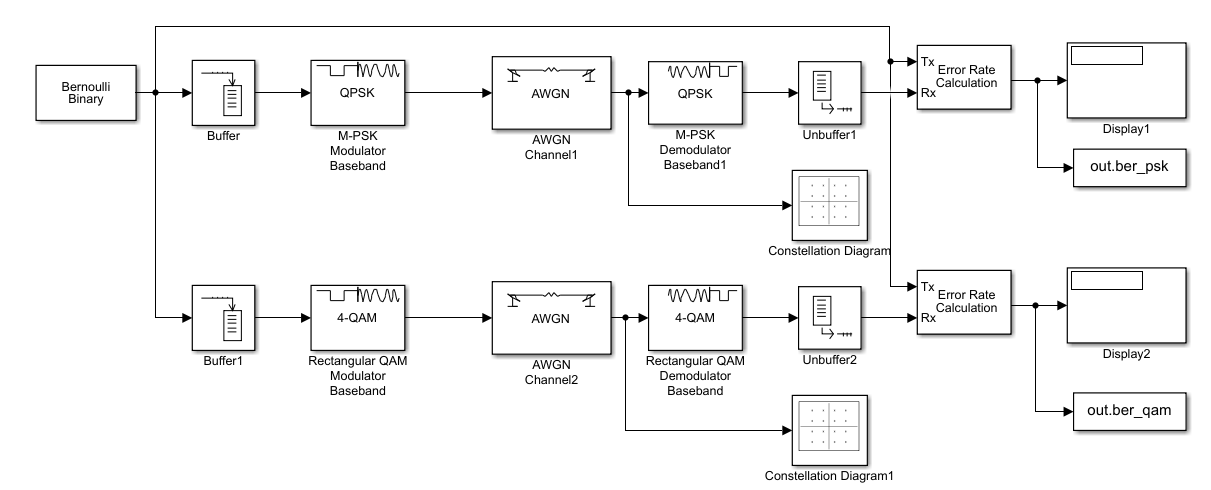 Bernoulli
Binary
Buffer
QPSK
M-PSK
Modulator
Baseband
AWGN
AWGN
Channel1
QPSK
M-PSK
Demodulator
Baseband1
Unbuffer1
Tx
Rx
Error Rate
Calculation
Display1
out.ber_psk
Constellation Diagram
Buffer1
4-QAM
Rectangular QAM
Modulator
Baseband
AWGN
AWGN
Channel2
4-QAM
Rectangular QAM
Demodulator
Baseband
Unbuffer2
Tx
Rx
Error Rate
Calculation
Display2
out.ber_qam
Constellation Diagram1